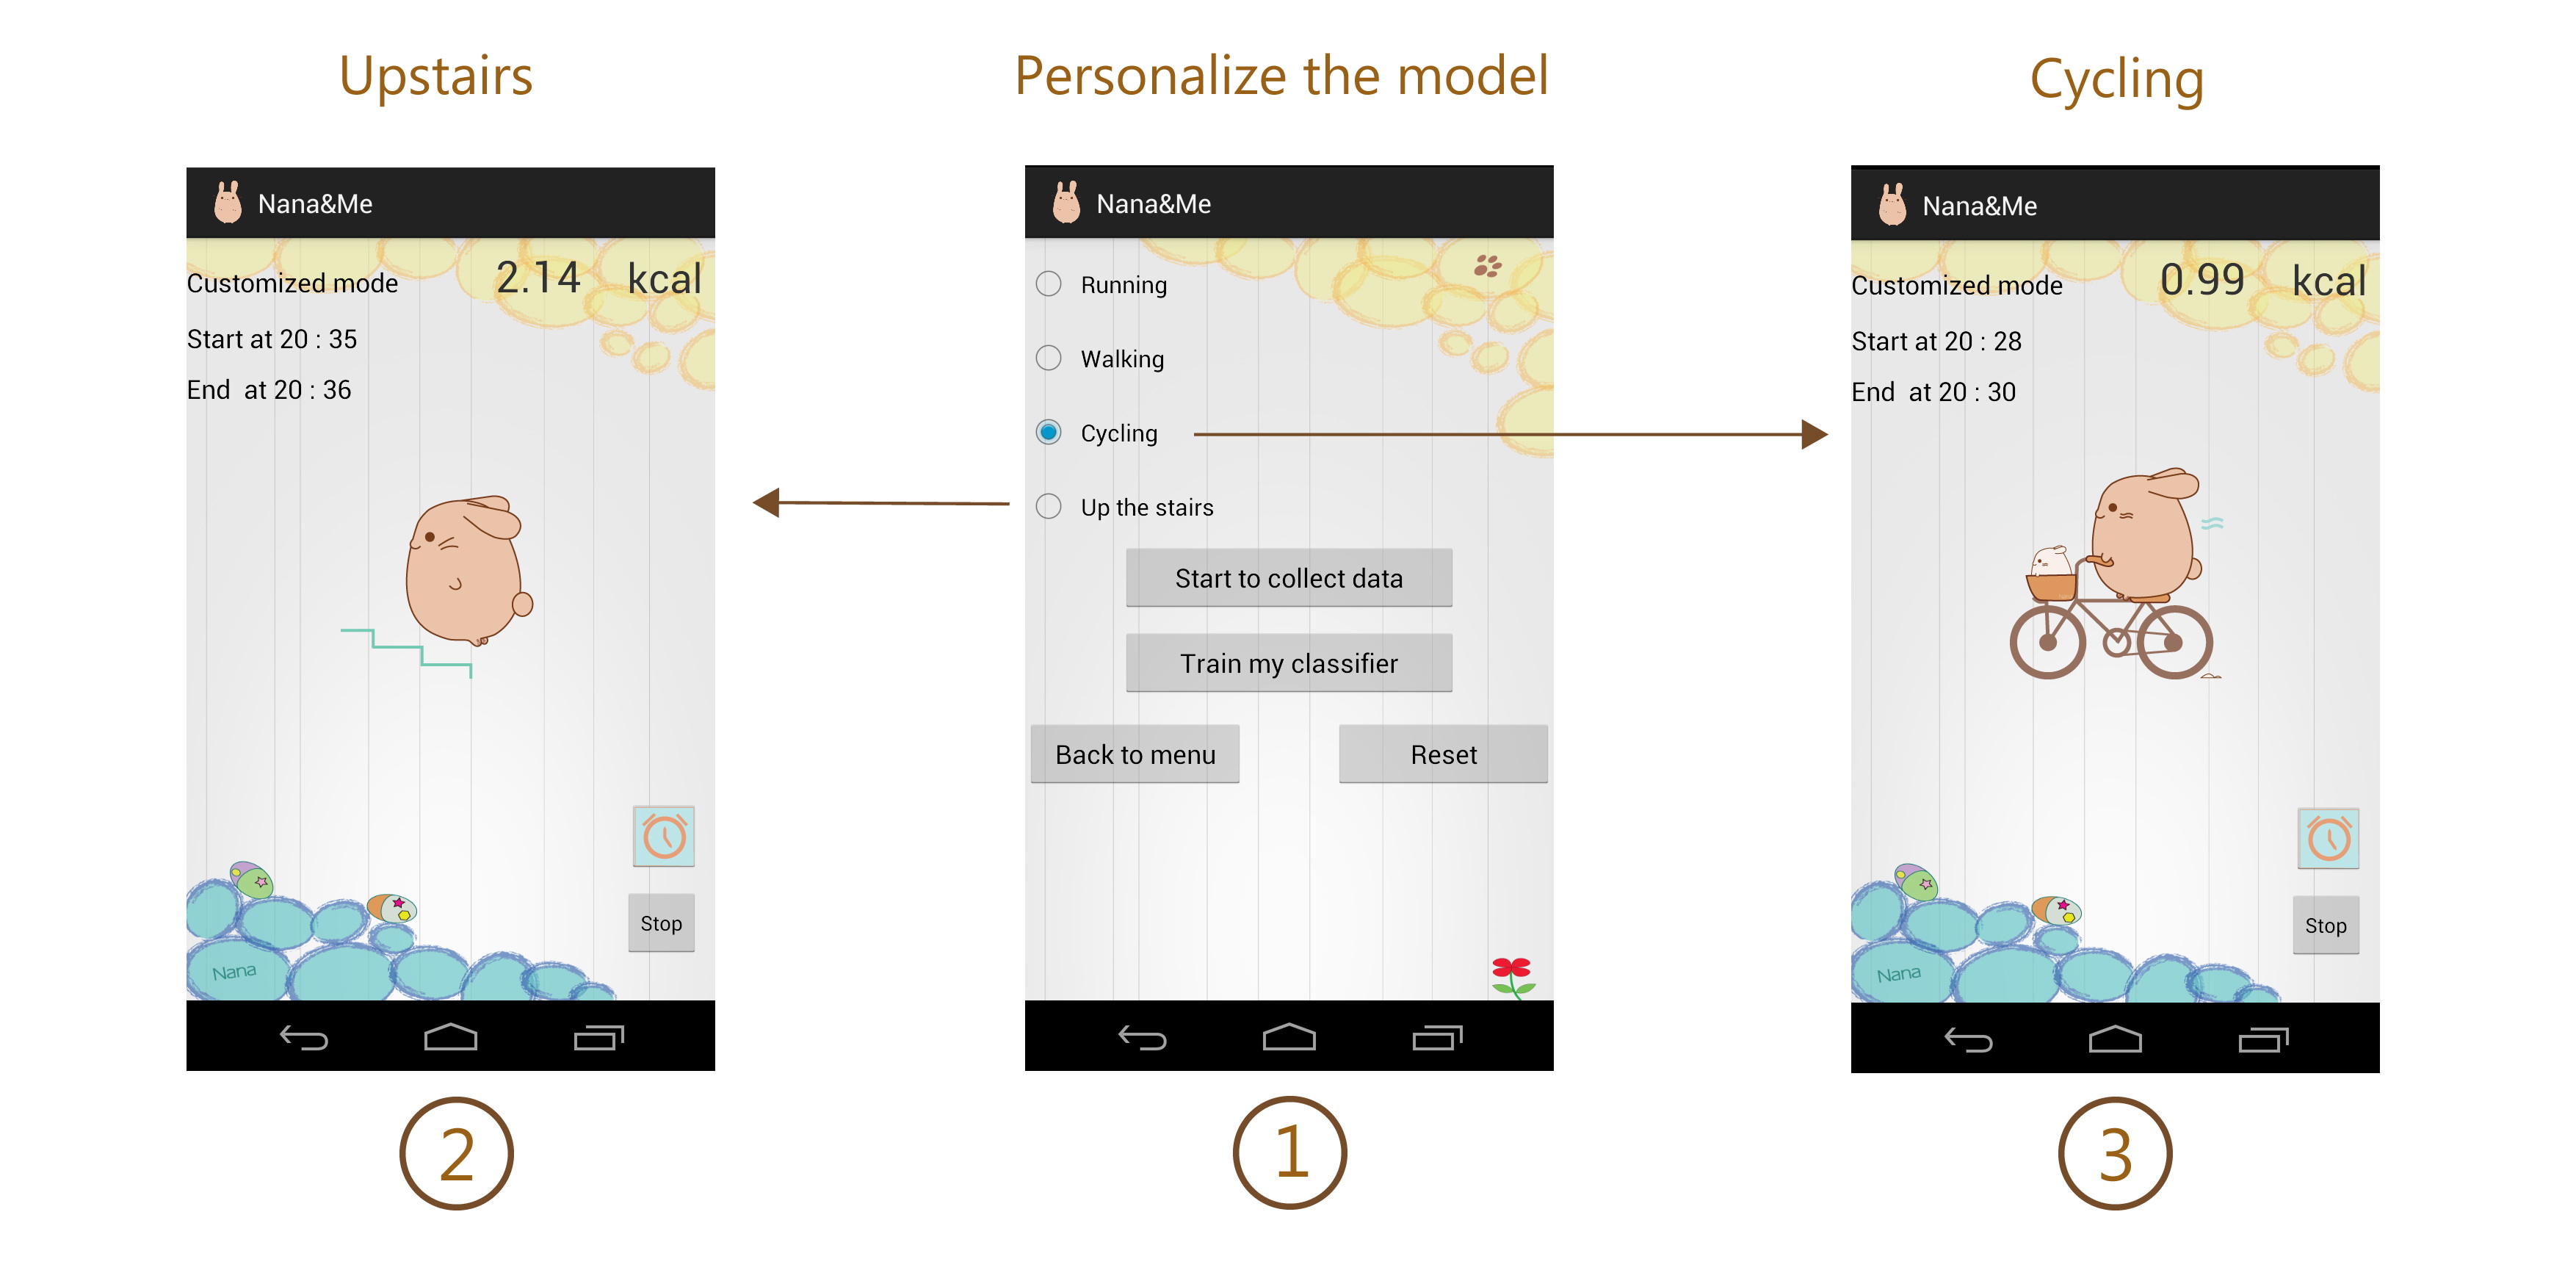 Upstairs
Nana&Me
Customized mode 2.14 kcal
Start at 20 : 35
End at 20 : 36
Stop
Nana
2
Personalize the model
Nana&Me
Running
Walking
Cycling
Up the stairs
Start to collect data
Train my classifier
Back to menu Reset
1
Cycling
Nana&Me
Customized mode 0.99 kcal
Start at 20 : 28
End at 20 : 30
Stop
Nana
3